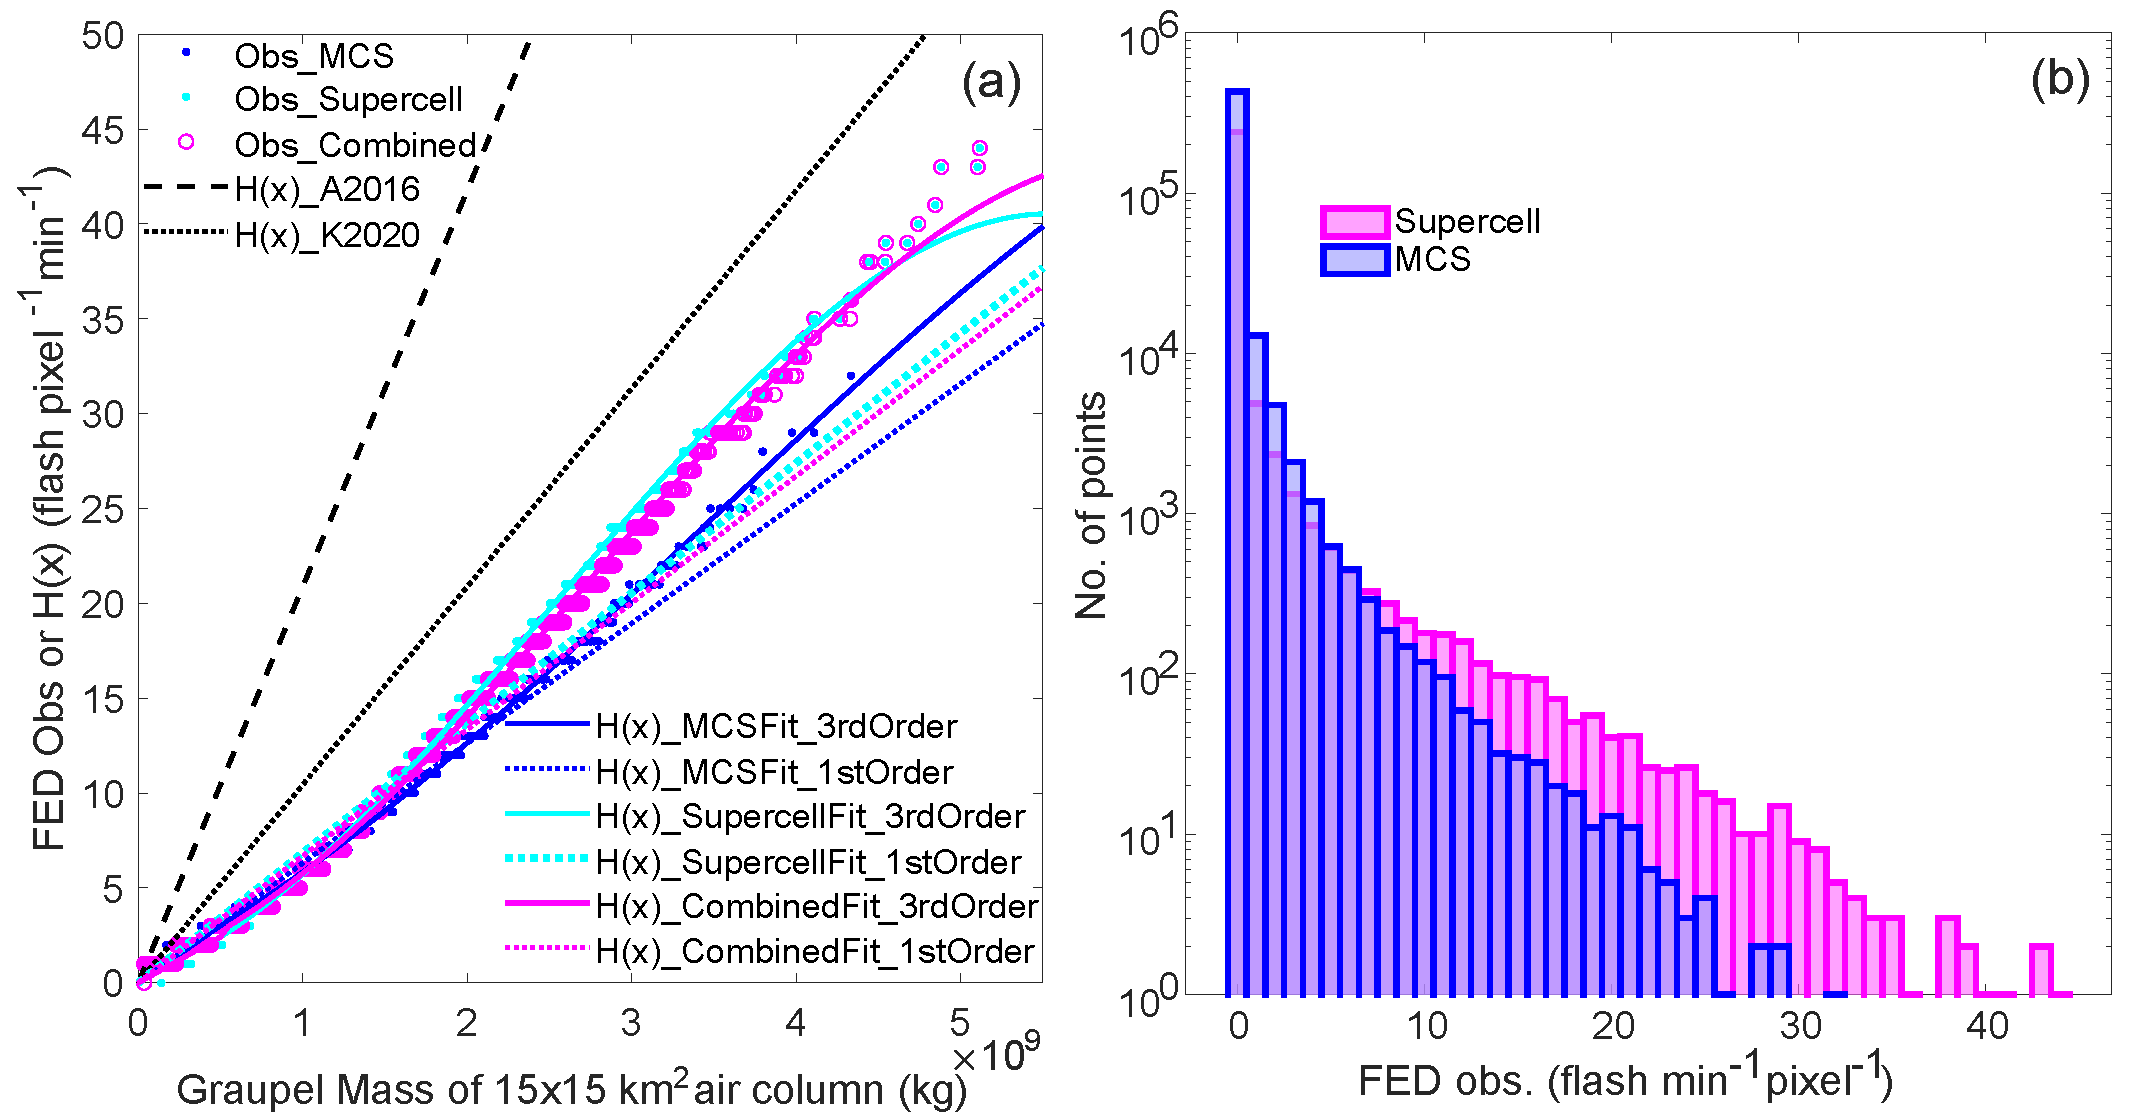 50
45
40
35
30
25
20
15
10
5
0
FED Obs or H(x) (flash pixel -1 min-1)
Obs_MCS
Obs_Supercell
Obs_Combined
H(x)_A2016
H(x)_K2020
(a)
H(x)_MCSFit_3rdOrder
H(x)_MCSFit_1stOrder
H(x)_SupercellFit_3rdOrder
H(x)_SupercellFit_1stOrder
H(x)_CombinedFit_3rdOrder
H(x)_CombinedFit_1stOrder
0 1 2 3 4 5
×10^9
Graupel Mass of 15x15 km² air column (kg)
10^6
10^5
10^4
10^3
10^2
10^1
10^0
No. of points
(b)
Supercell
MCS
0 10 20 30 40
FED obs. (flash min-1 pixel-1)